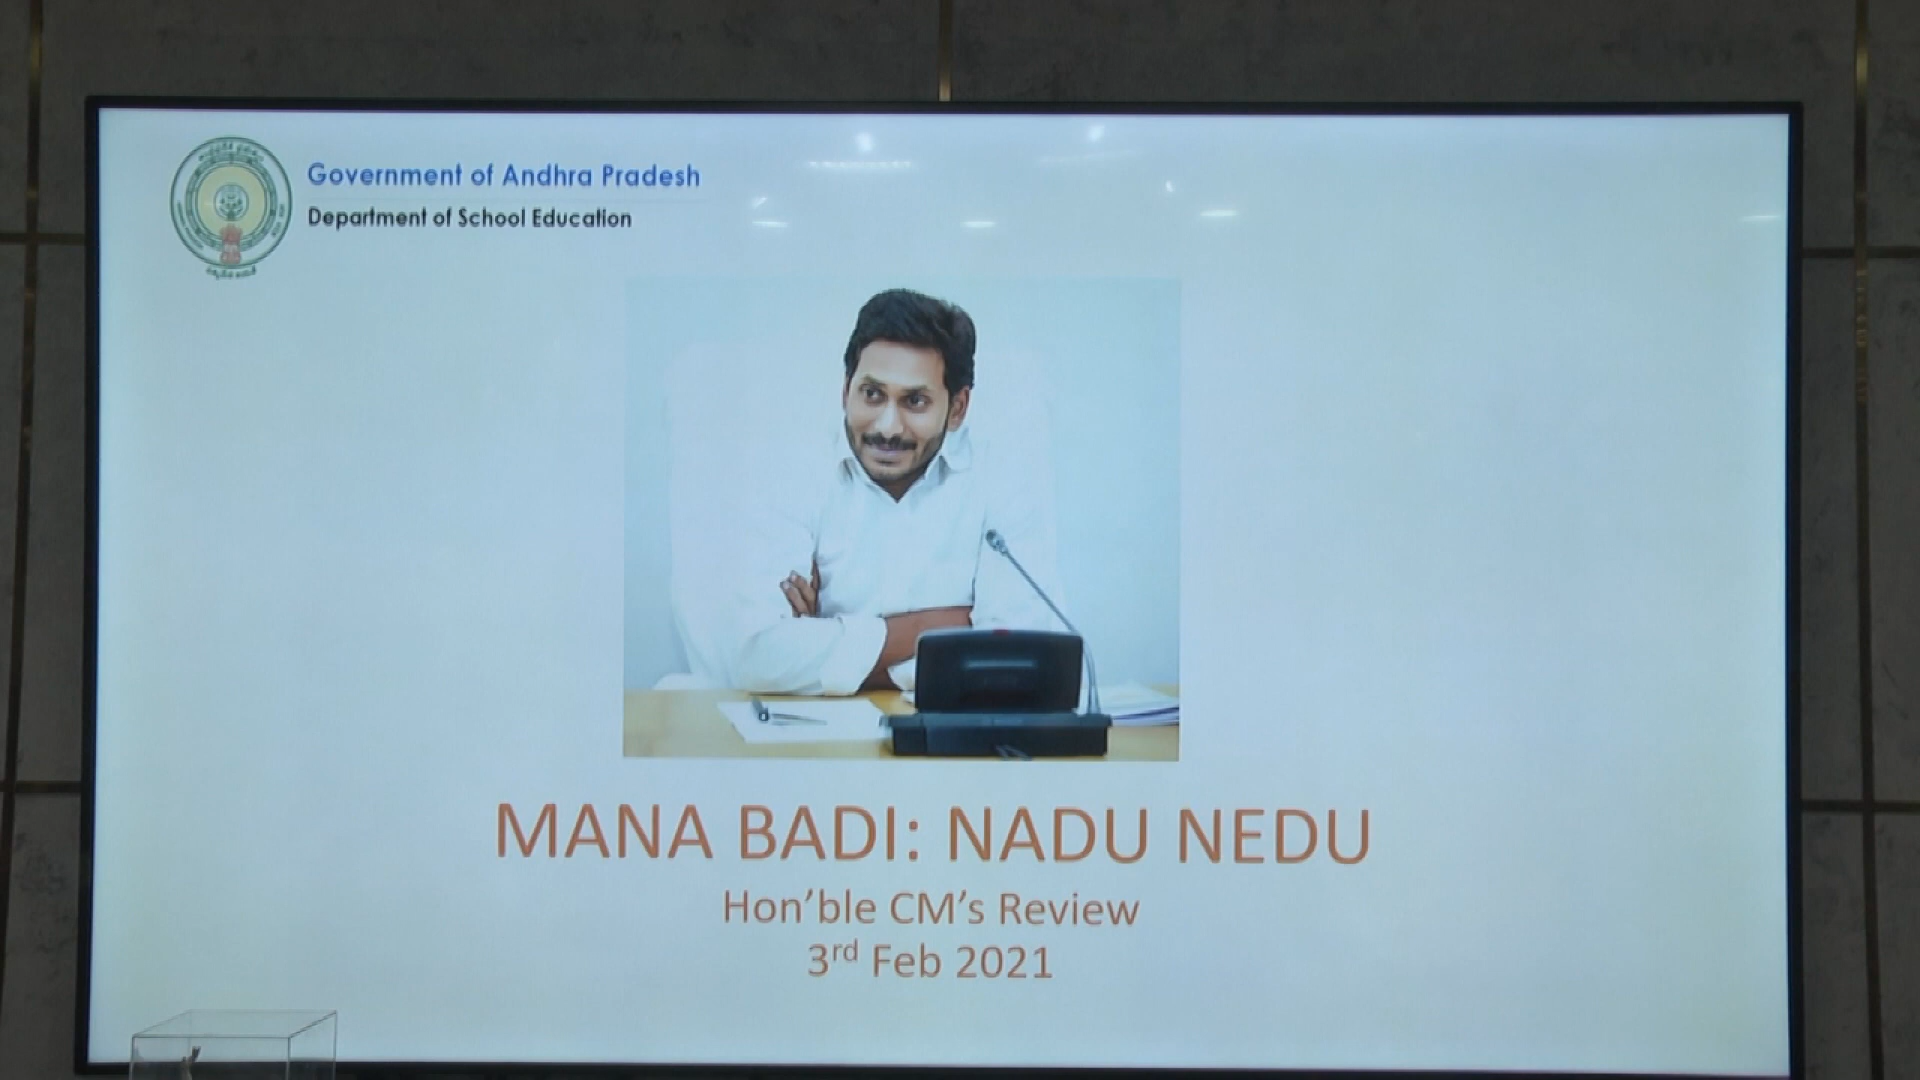 Government of Andhra Pradesh
Department of School Education
MANA BADI: NADU NEDU
Hon'ble CM's Review
3rd Feb 2021